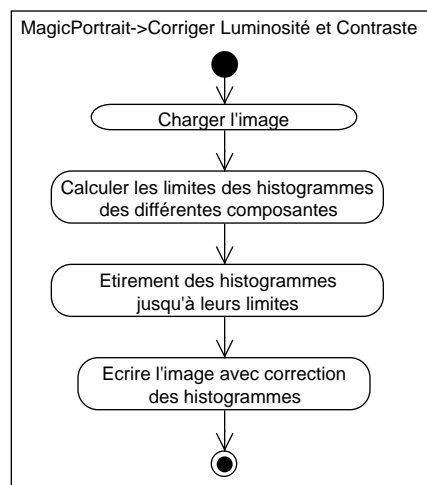 MagicPortrait->Corriger Luminosité et Contraste
Charger l'image
Calculer les limites des histogrammes
des différentes composantes
Etirement des histogrammes
jusqu'à leurs limites
Ecrire l'image avec correction
des histogrammes